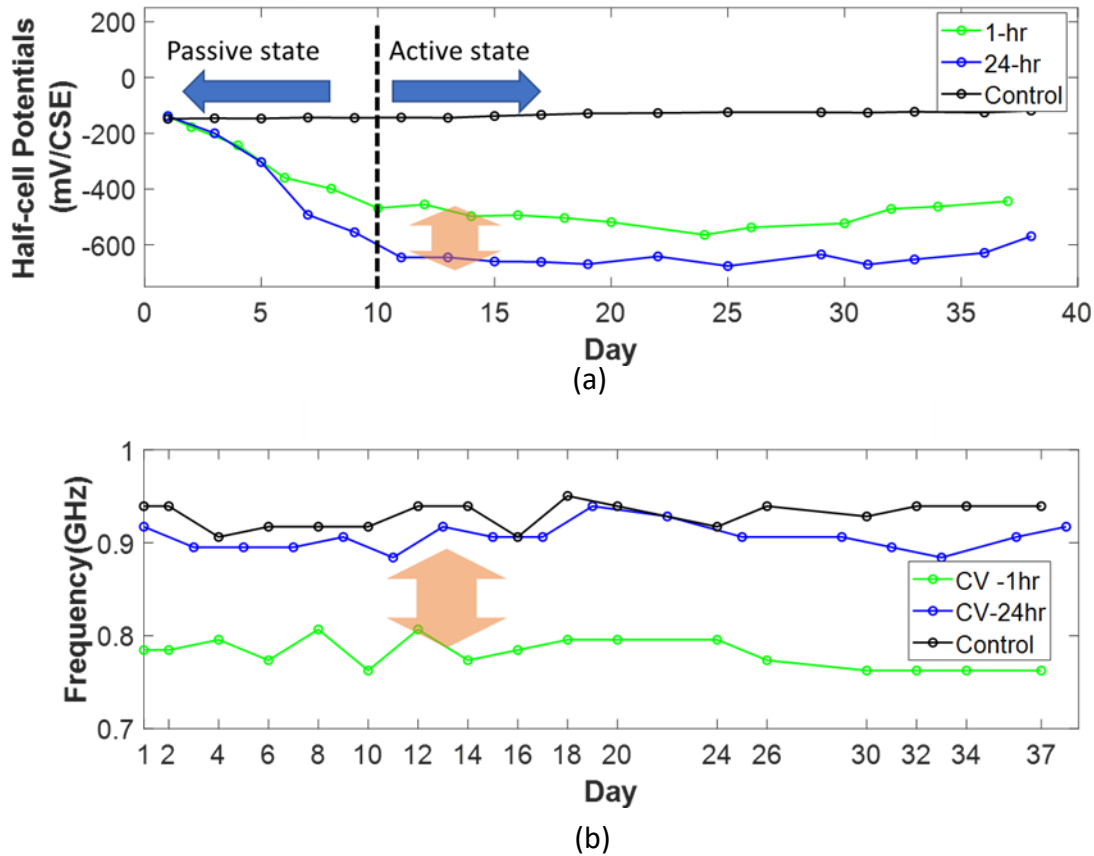 200
0
-200
-400
-600
Half-cell Potentials
(mV/CSE)
Passive state
Active state
1-hr
24-hr
Control
0 5 10 15 20 25 30 35 40
Day
(a)
1
0.9
0.8
0.7
Frequency(GHz)
CV -1hr
CV-24hr
Control
1 2 4 6 8 10 12 14 16 18 20 24 26 30 32 34 37
Day
(b)